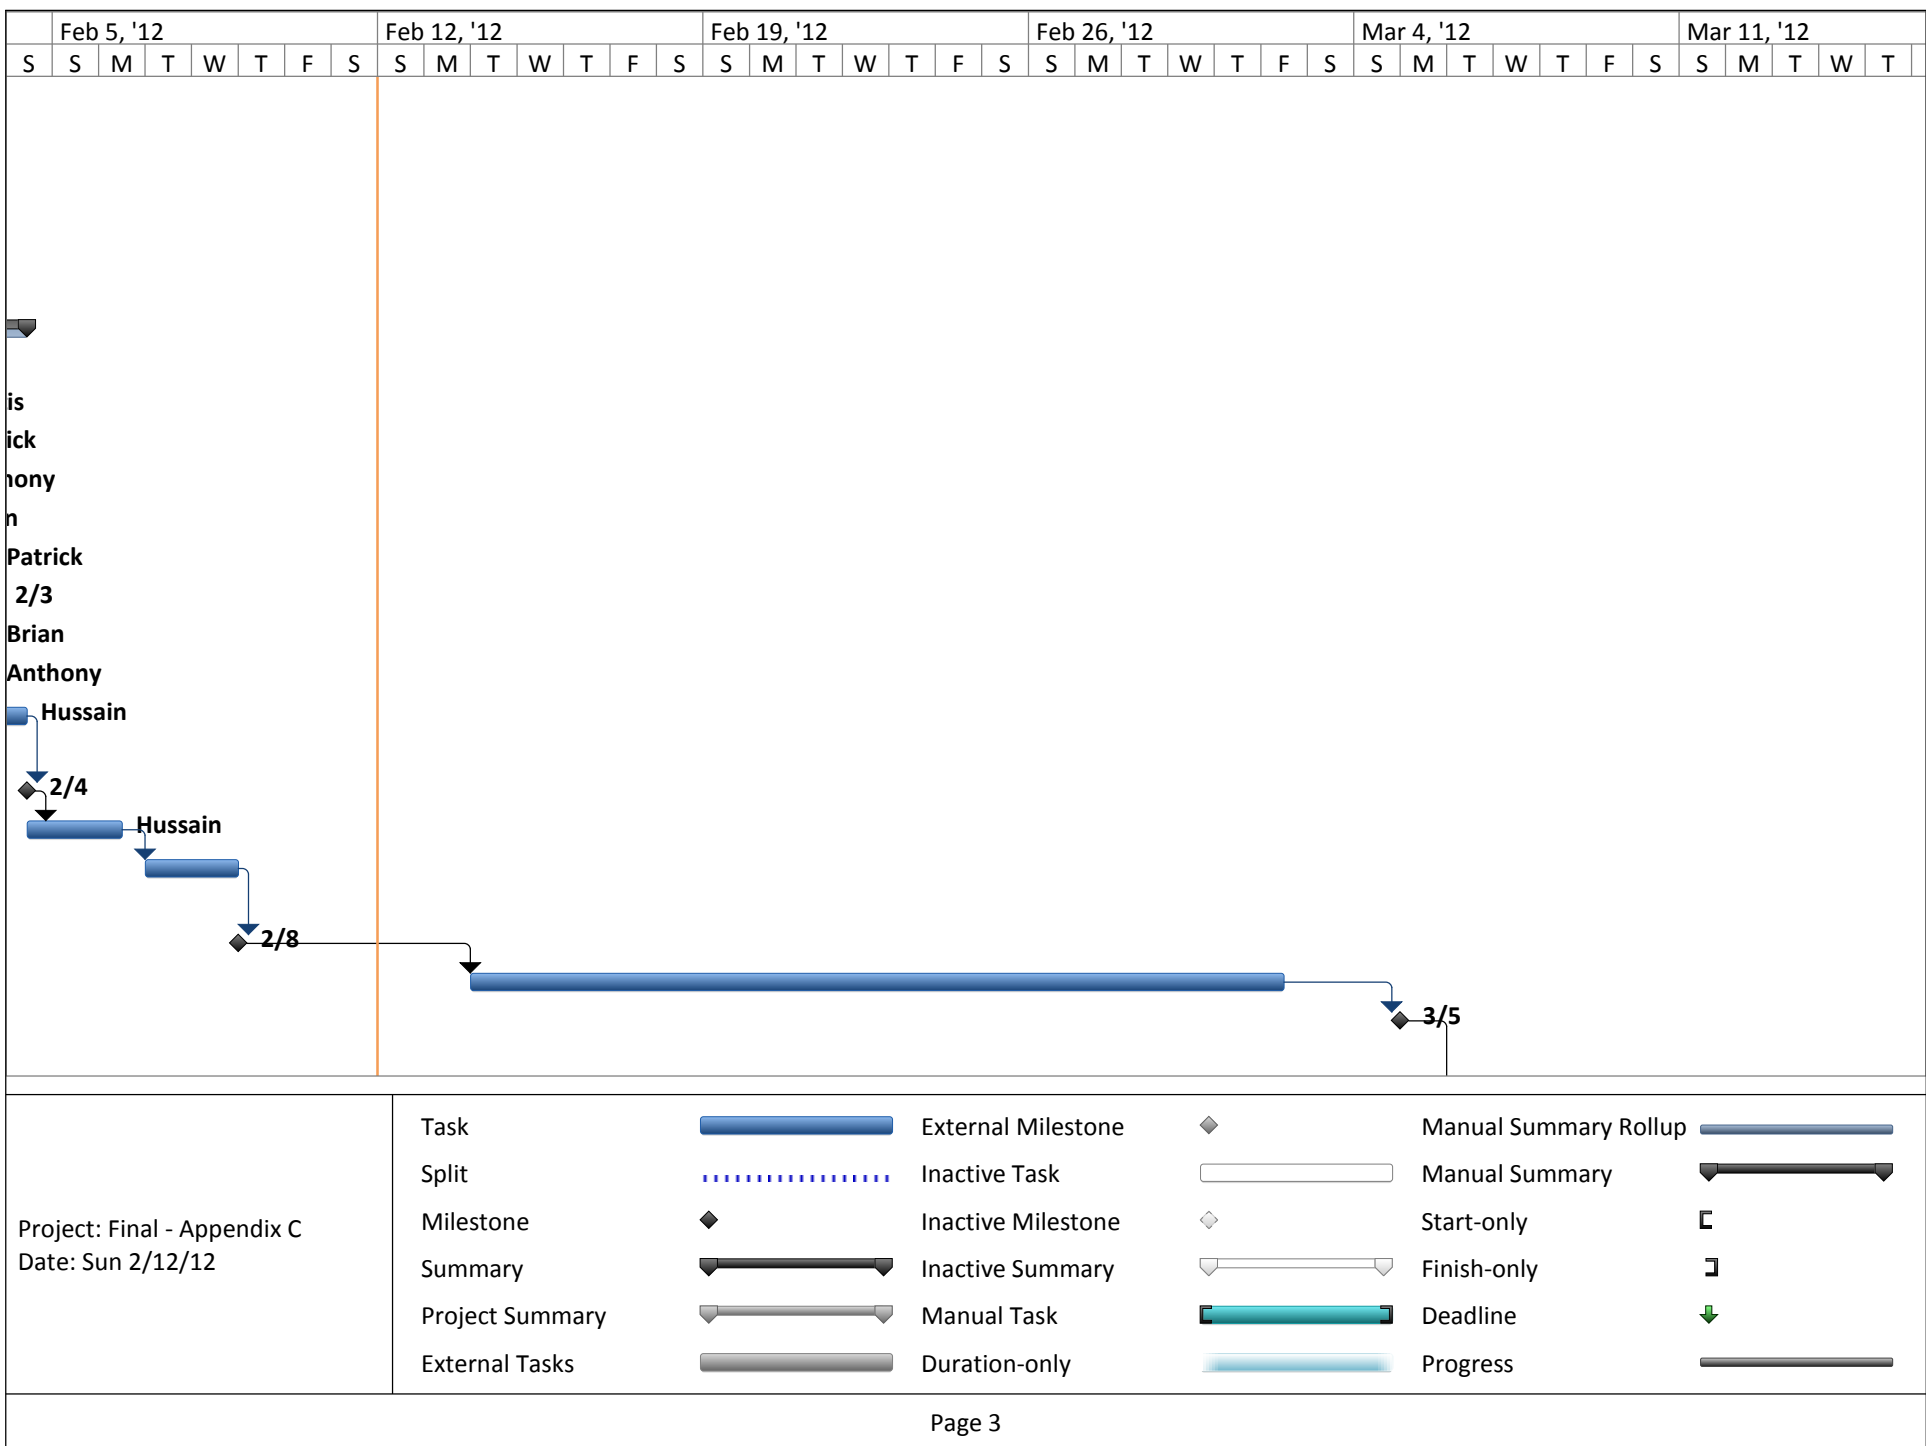 Feb 5, '12 Feb 12, '12 Feb 19, '12 Feb 26, '12 Mar 4, '12 Mar 11, '12
S S M T W T F S S M T W T F S S M T W T F S S M T W T F S S M T W T F S S M T W T
is
ick
hony
n
Patrick
2/3
Brian
Anthony
Hussain
2/4
Hussain
2/8
3/5
Project: Final - Appendix C
Date: Sun 2/12/12
Task
Split
Milestone
Summary
Project Summary
External Tasks
External Milestone
Inactive Task
Inactive Milestone
Inactive Summary
Manual Task
Duration-only
Manual Summary Rollup
Manual Summary
Start-only
Finish-only
Deadline
Progress
Page 3